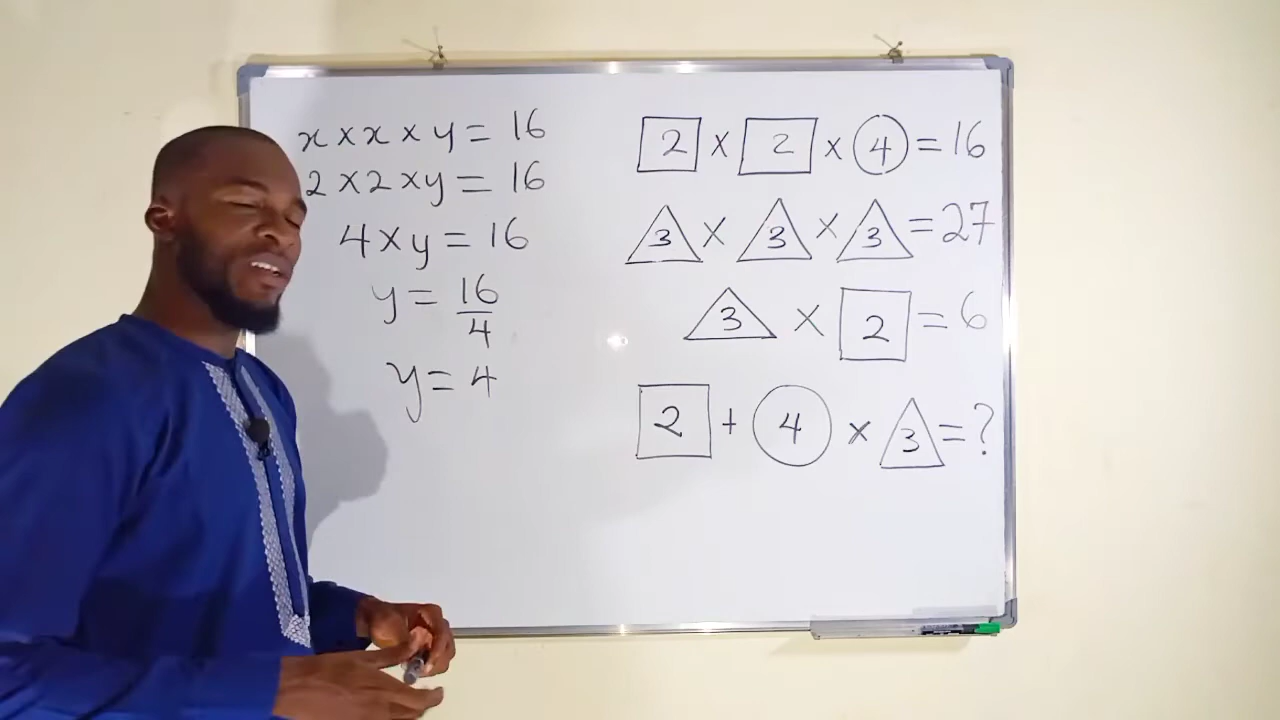 x × x × y = 16
2 × 2 × y = 16
4 × y = 16
y = 16/4
y = 4
2 × 2 × 4 = 16
3 × 3 × 3 = 27
3 × 2 = 6
2 + 4 × 3 = ?